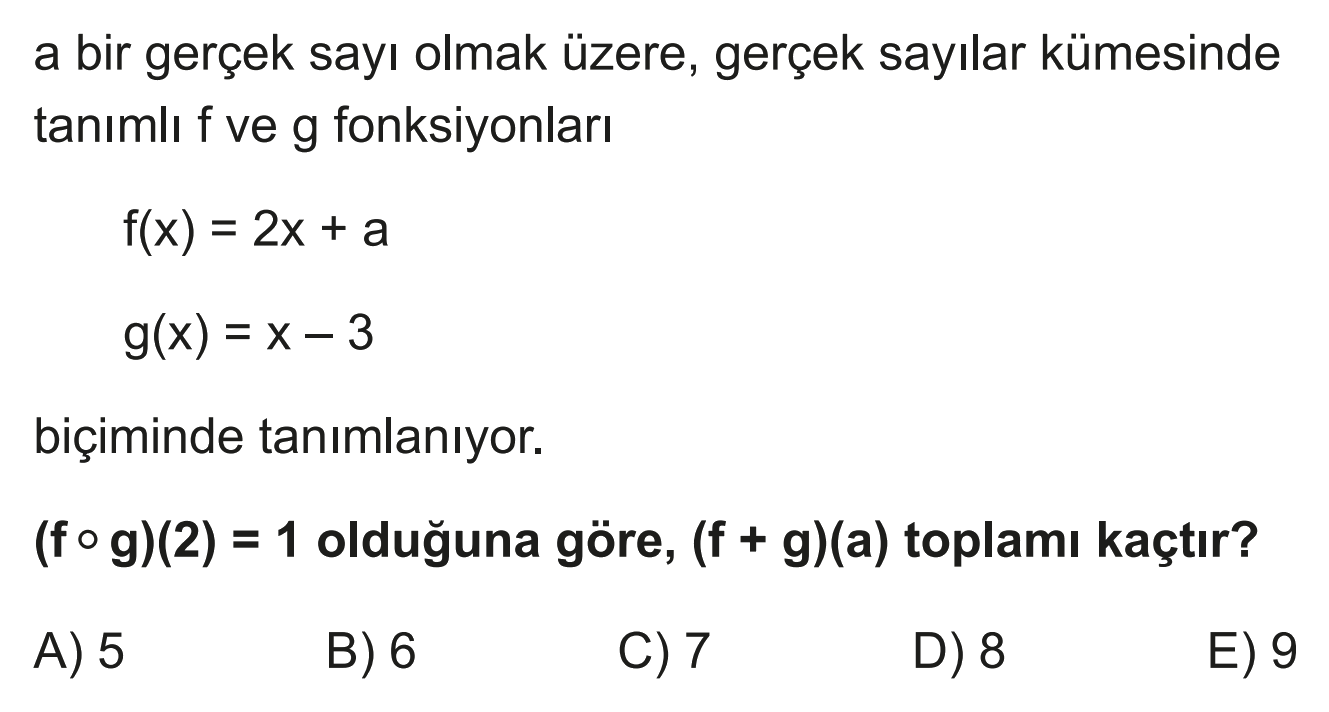 a bir gerçek sayı olmak üzere, gerçek sayılar kümesinde
tanımlı f ve g fonksiyonları
f(x) = 2x + a
g(x) = x – 3
biçiminde tanımlanıyor.
(f ∘ g)(2) = 1 olduğuna göre, (f + g)(a) toplamı kaçtır?
A) 5 B) 6 C) 7 D) 8 E) 9